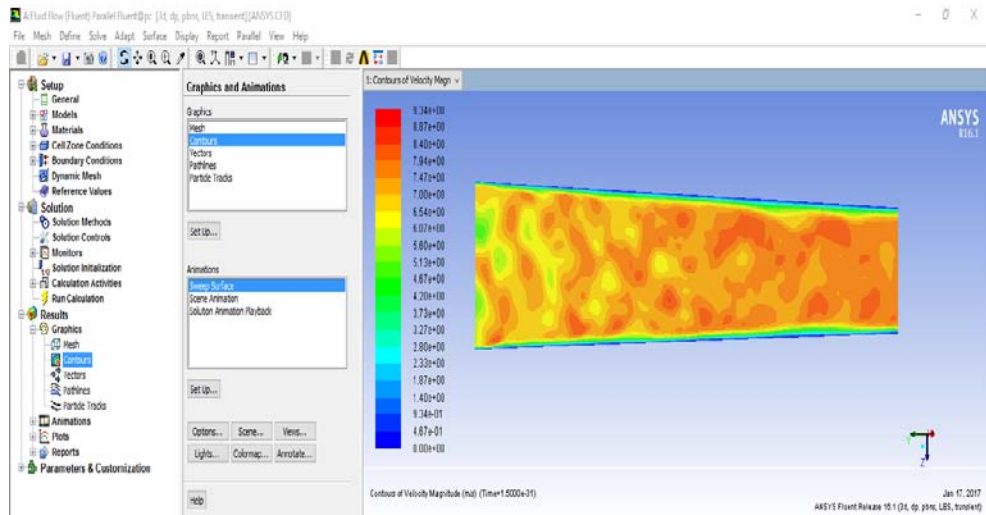 A:Fluid Flow (Fluent) Parallel Fluent@pc [3d, dp, pbns, LES, transient] [ANSYS CFD]
File Mesh Define Solve Adapt Surface Display Report Parallel View Help
Setup
General
Models
Materials
Cell Zone Conditions
Boundary Conditions
Dynamic Mesh
Reference Values
Solution
Solution Methods
Solution Controls
Monitors
Solution Initialization
Calculation Activities
Run Calculation
Results
Graphics
Mesh
Contours
Vectors
Pathlines
Particle Tracks
Animations
Plots
Reports
Parameters & Customization
Graphics and Animations
Graphics
Mesh
Contours
Vectors
Pathlines
Particle Tracks
Set Up...
Animations
Sweep Surface
Scene Animation
Solution Animation Playback
Set Up...
Options... Scene... Views...
Lights... Colormap... Annotate...
Help
1: Contours of Velocity Magn
9.34e+00
8.87e+00
8.40e+00
7.94e+00
7.47e+00
7.00e+00
6.54e+00
6.07e+00
5.60e+00
5.13e+00
4.67e+00
4.20e+00
3.73e+00
3.27e+00
2.80e+00
2.33e+00
1.87e+00
1.40e+00
9.34e-01
4.67e-01
0.00e+00
ANSYS
R16.1
Y
Z
Contours of Velocity Magnitude (m/s) (Time=1.5000e-01)
Jan 17, 2017
ANSYS Fluent Release 16.1 (3d, dp, pbns, LES, transient)